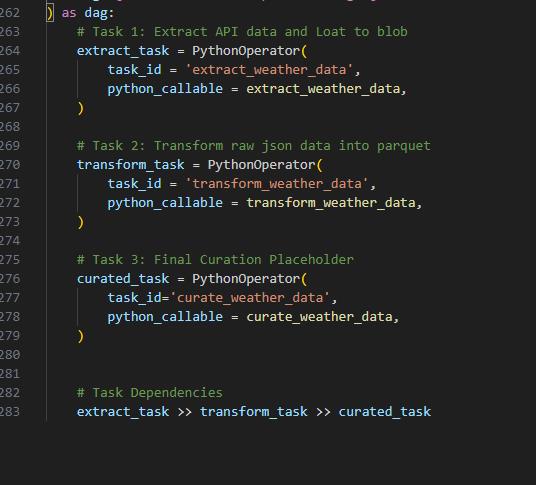 262 ) as dag:
263 # Task 1: Extract API data and Loat to blob
264 extract_task = PythonOperator(
265 task_id = 'extract_weather_data',
266 python_callable = extract_weather_data,
267 )
268
269 # Task 2: Transform raw json data into parquet
270 transform_task = PythonOperator(
271 task_id = 'transform_weather_data',
272 python_callable = transform_weather_data,
273 )
274
275 # Task 3: Final Curation Placeholder
276 curated_task = PythonOperator(
277 task_id='curate_weather_data',
278 python_callable = curate_weather_data,
279 )
280
281
282 # Task Dependencies
283 extract_task >> transform_task >> curated_task